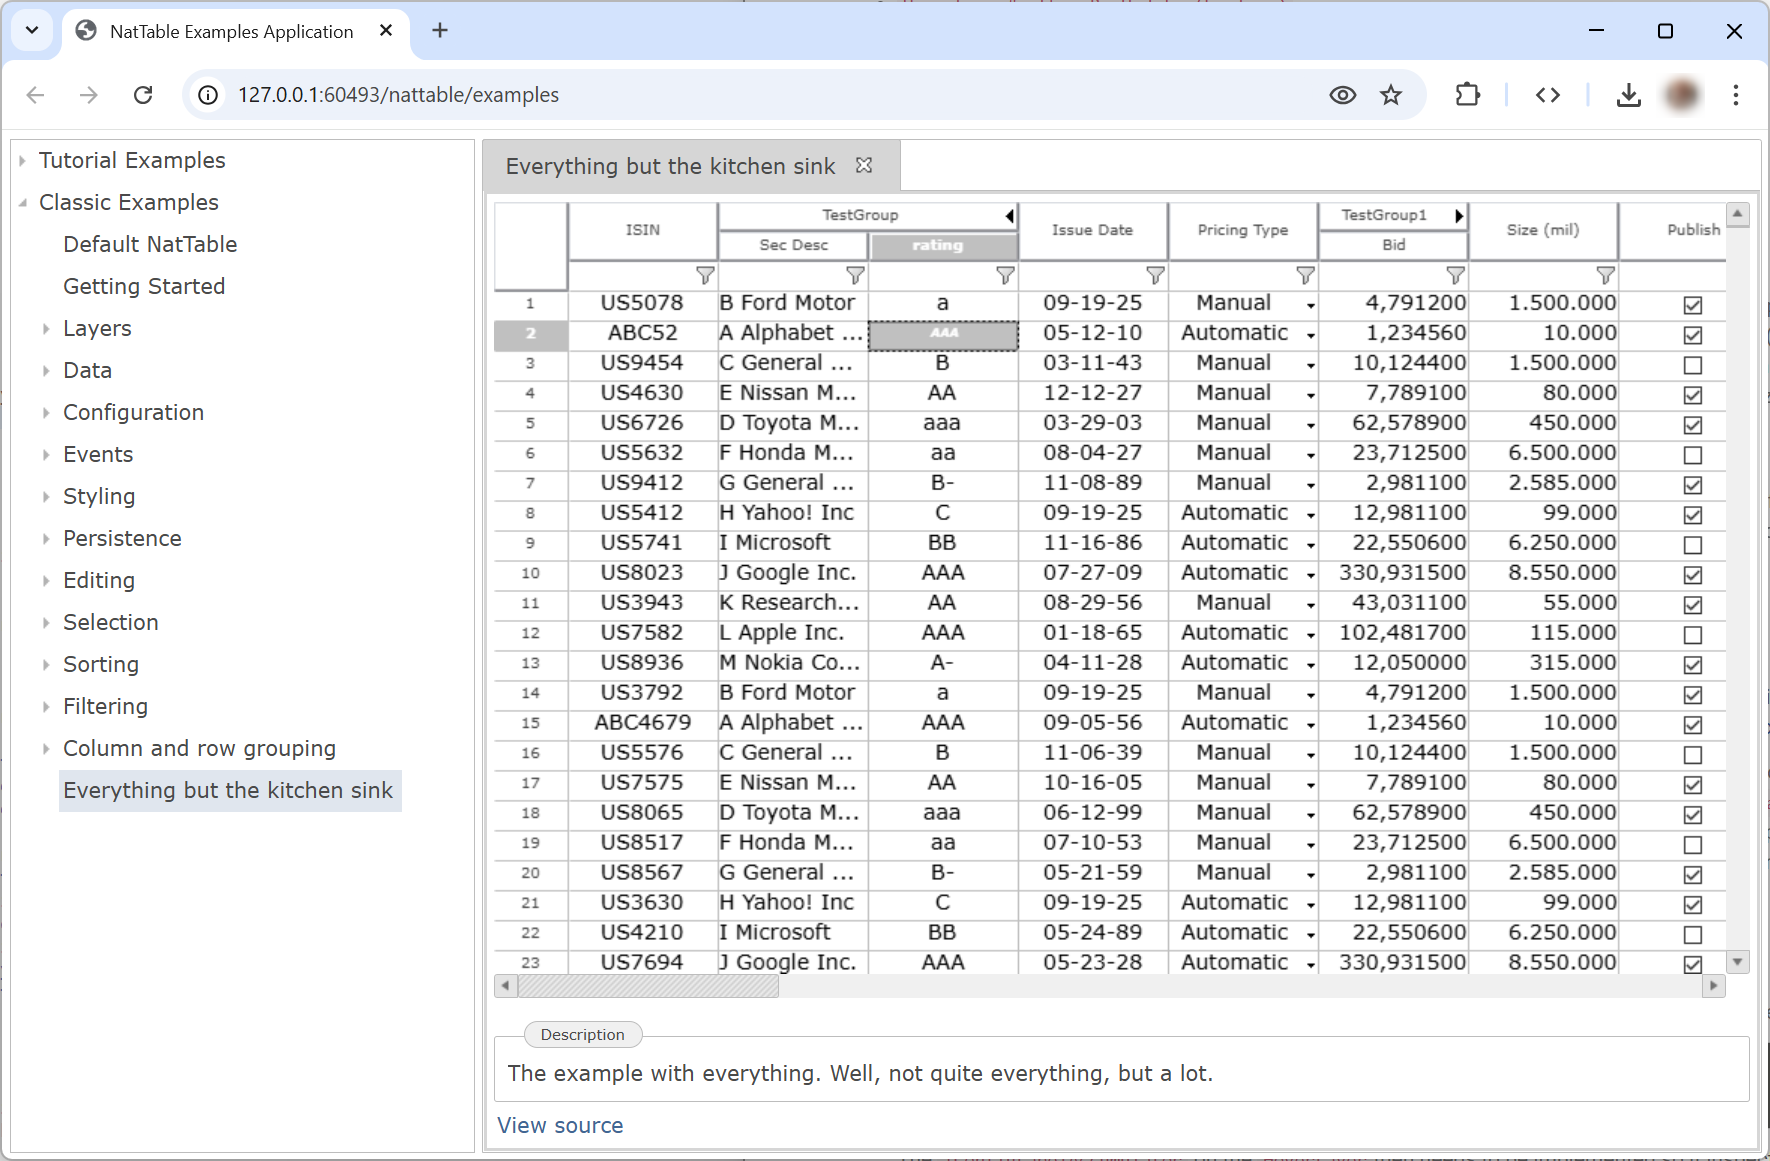 NatTable Examples Application
127.0.0.1:60493/nattable/examples
Tutorial Examples
Classic Examples
Default NatTable
Getting Started
Layers
Data
Configuration
Events
Styling
Persistence
Editing
Selection
Sorting
Filtering
Column and row grouping
Everything but the kitchen sink
Everything but the kitchen sink
ISIN TestGroup Issue Date Pricing Type TestGroup1 Size (mil) Publish
Sec Desc rating Bid
1 US5078 B Ford Motor a 09-19-25 Manual 4,791200 1.500.000
2 ABC52 A Alphabet ... AAA 05-12-10 Automatic 1,234560 10.000
3 US9454 C General ... B 03-11-43 Manual 10,124400 1.500.000
4 US4630 E Nissan M... AA 12-12-27 Manual 7,789100 80.000
5 US6726 D Toyota M... aaa 03-29-03 Manual 62,578900 450.000
6 US5632 F Honda M... aa 08-04-27 Manual 23,712500 6.500.000
7 US9412 G General ... B- 11-08-89 Manual 2,981100 2.585.000
8 US5412 H Yahoo! Inc C 09-19-25 Automatic 12,981100 99.000
9 US5741 I Microsoft BB 11-16-86 Automatic 22,550600 6.250.000
10 US8023 J Google Inc. AAA 07-27-09 Automatic 330,931500 8.550.000
11 US3943 K Research... AA 08-29-56 Manual 43,031100 55.000
12 US7582 L Apple Inc. AAA 01-18-65 Automatic 102,481700 115.000
13 US8936 M Nokia Co... A- 04-11-28 Automatic 12,050000 315.000
14 US3792 B Ford Motor a 09-19-25 Manual 4,791200 1.500.000
15 ABC4679 A Alphabet ... AAA 09-05-56 Automatic 1,234560 10.000
16 US5576 C General ... B 11-06-39 Manual 10,124400 1.500.000
17 US7575 E Nissan M... AA 10-16-05 Manual 7,789100 80.000
18 US8065 D Toyota M... aaa 06-12-99 Manual 62,578900 450.000
19 US8517 F Honda M... aa 07-10-53 Manual 23,712500 6.500.000
20 US8567 G General ... B- 05-21-59 Manual 2,981100 2.585.000
21 US3630 H Yahoo! Inc C 09-19-25 Automatic 12,981100 99.000
22 US4210 I Microsoft BB 05-24-89 Automatic 22,550600 6.250.000
23 US7694 J Google Inc. AAA 05-23-28 Automatic 330,931500 8.550.000
Description
The example with everything. Well, not quite everything, but a lot.
View source